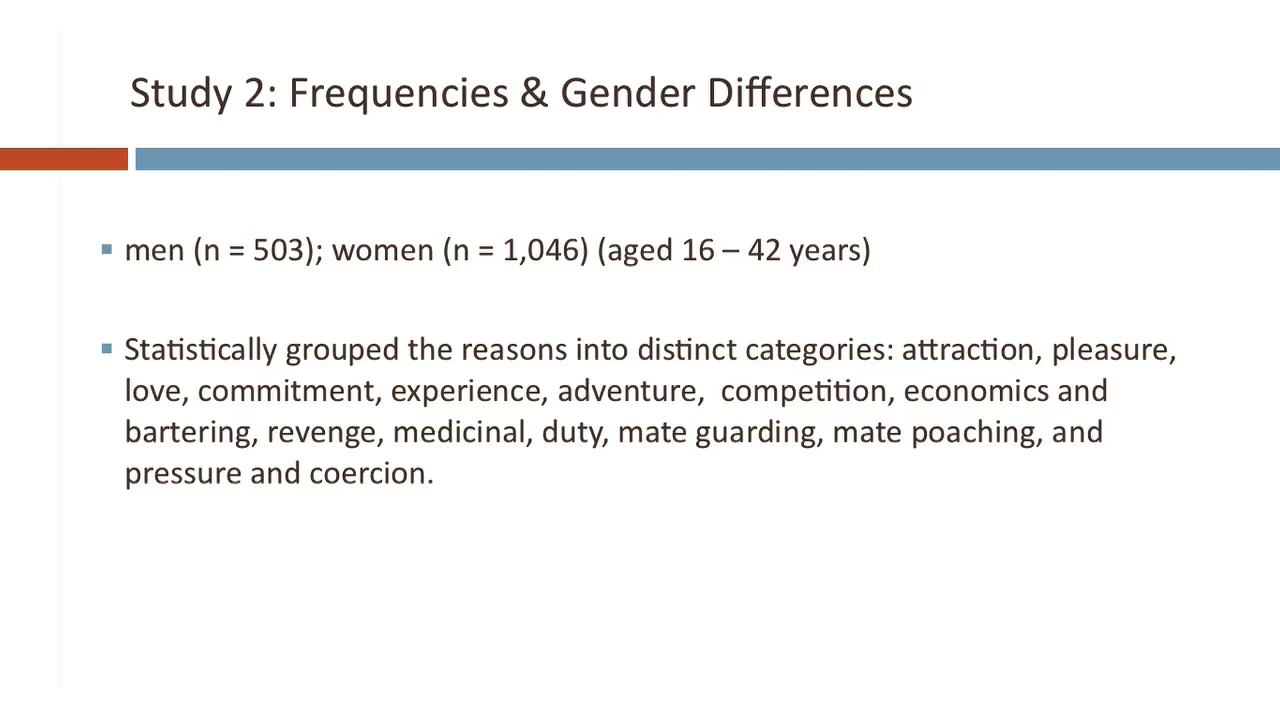 Study 2: Frequencies & Gender Differences
men (n = 503); women (n = 1,046) (aged 16 – 42 years)
Statistically grouped the reasons into distinct categories: attraction, pleasure,
love, commitment, experience, adventure,  competition, economics and
bartering, revenge, medicinal, duty, mate guarding, mate poaching, and
pressure and coercion.